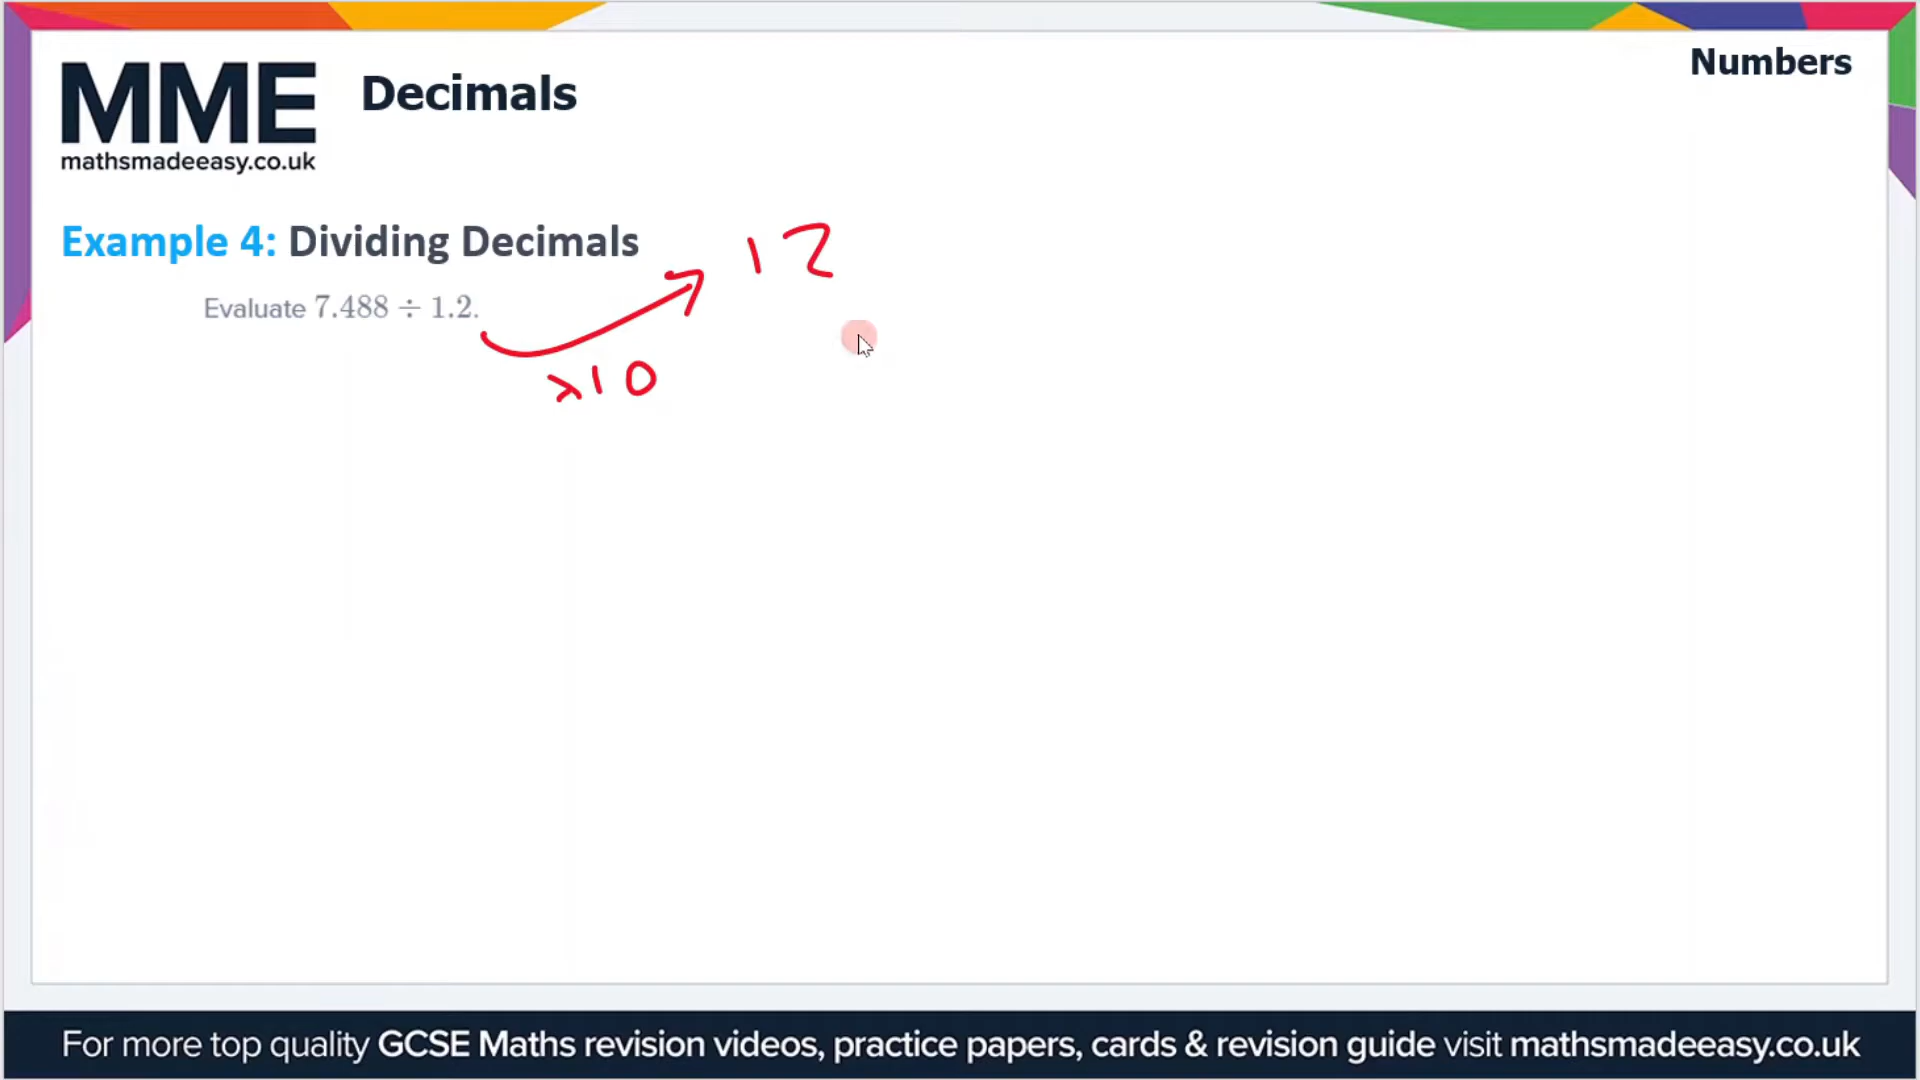 Numbers
MME Decimals
mathsmadeeasy.co.uk
Example 4: Dividing Decimals
12
Evaluate 7.488 ÷ 1.2.
×10
For more top quality GCSE Maths revision videos, practice papers, cards & revision guide visit mathsmadeeasy.co.uk